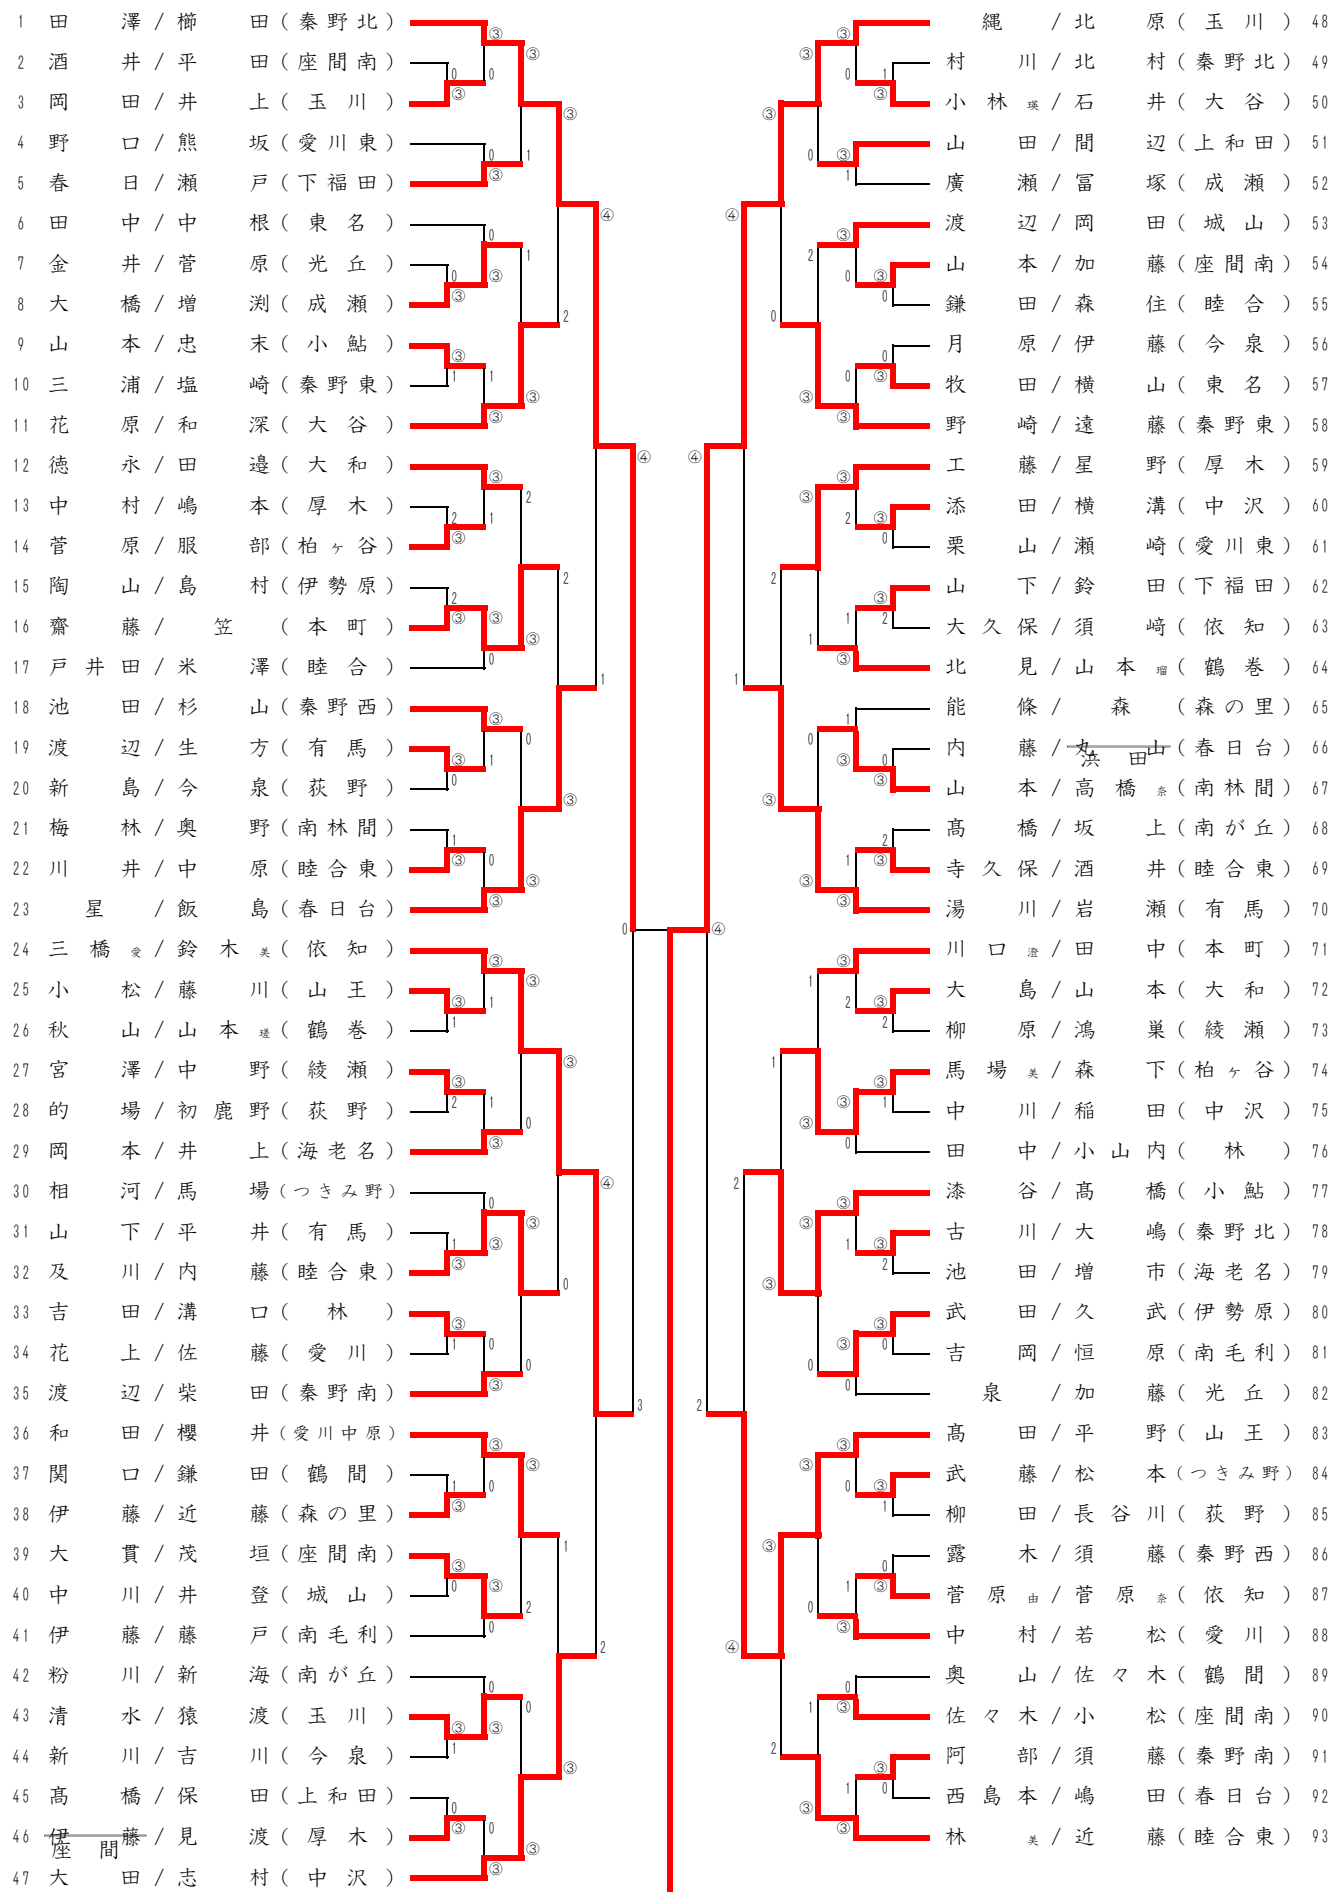 1 田澤/櫛田(秦野北)
2 酒井/平田(座間南)
3 岡田/井上(玉川)
4 野口/熊坂(愛川東)
5 春日/瀬戸(下福田)
6 田中/中根(東名)
7 金井/菅原(光丘)
8 大橋/増渕(成瀬)
9 山本/忠末(小鮎)
10 三浦/塩崎(秦野東)
11 花原/和深(大谷)
12 徳永/田邉(大和)
13 中村/嶋本(厚木)
14 菅原/服部(柏ヶ谷)
15 陶山/島村(伊勢原)
16 齋藤/笠(本町)
17 戸井田/米澤(睦合)
18 池田/杉山(秦野西)
19 渡辺/生方(有馬)
20 新島/今泉(荻野)
21 梅林/奥野(南林間)
22 川井/中原(睦合東)
23 星/飯島(春日台)
24 三橋愛/鈴木美(依知)
25 小松/藤川(山王)
26 秋山/山本瑳(鶴巻)
27 宮澤/中野(綾瀬)
28 的場/初鹿野(荻野)
29 岡本/井上(海老名)
30 相河/馬場(つきみ野)
31 山下/平井(有馬)
32 及川/内藤(睦合東)
33 吉田/溝口(林)
34 花上/佐藤(愛川)
35 渡辺/柴田(秦野南)
36 和田/櫻井(愛川中原)
37 関口/鎌田(鶴間)
38 伊藤/近藤(森の里)
39 大貫/茂垣(座間南)
40 中川/井登(城山)
41 伊藤/藤戸(南毛利)
42 粉川/新海(南が丘)
43 清水/猿渡(玉川)
44 新川/吉川(今泉)
45 髙橋/保田(上和田)
46 伊藤/見渡(厚木)
座間
47 大田/志村(中沢)
縄/北原(玉川) 48
村川/北村(秦野北) 49
小林瑛/石井(大谷) 50
山田/間辺(上和田) 51
廣瀬/冨塚(成瀬) 52
渡辺/岡田(城山) 53
山本/加藤(座間南) 54
鎌田/森住(睦合) 55
月原/伊藤(今泉) 56
牧田/横山(東名) 57
野崎/遠藤(秦野東) 58
工藤/星野(厚木) 59
添田/横溝(中沢) 60
栗山/瀬崎(愛川東) 61
山下/鈴田(下福田) 62
大久保/須﨑(依知) 63
北見/山本瑠(鶴巻) 64
能條/森(森の里) 65
内藤/丸山(春日台) 66
浜田
山本/高橋奈(南林間) 67
髙橋/坂上(南が丘) 68
寺久保/酒井(睦合東) 69
湯川/岩瀬(有馬) 70
川口澄/田中(本町) 71
大島/山本(大和) 72
柳原/鴻巣(綾瀬) 73
馬場美/森下(柏ヶ谷) 74
中川/稲田(中沢) 75
田中/小山内(林) 76
漆谷/髙橋(小鮎) 77
古川/大嶋(秦野北) 78
池田/増市(海老名) 79
武田/久武(伊勢原) 80
吉岡/恒原(南毛利) 81
泉/加藤(光丘) 82
髙田/平野(山王) 83
武藤/松本(つきみ野) 84
柳田/長谷川(荻野) 85
露木/須藤(秦野西) 86
菅原由/菅原奈(依知) 87
中村/若松(愛川) 88
奥山/佐々木(鶴間) 89
佐々木/小松(座間南) 90
阿部/須藤(秦野南) 91
西島本/嶋田(春日台) 92
林美/近藤(睦合東) 93